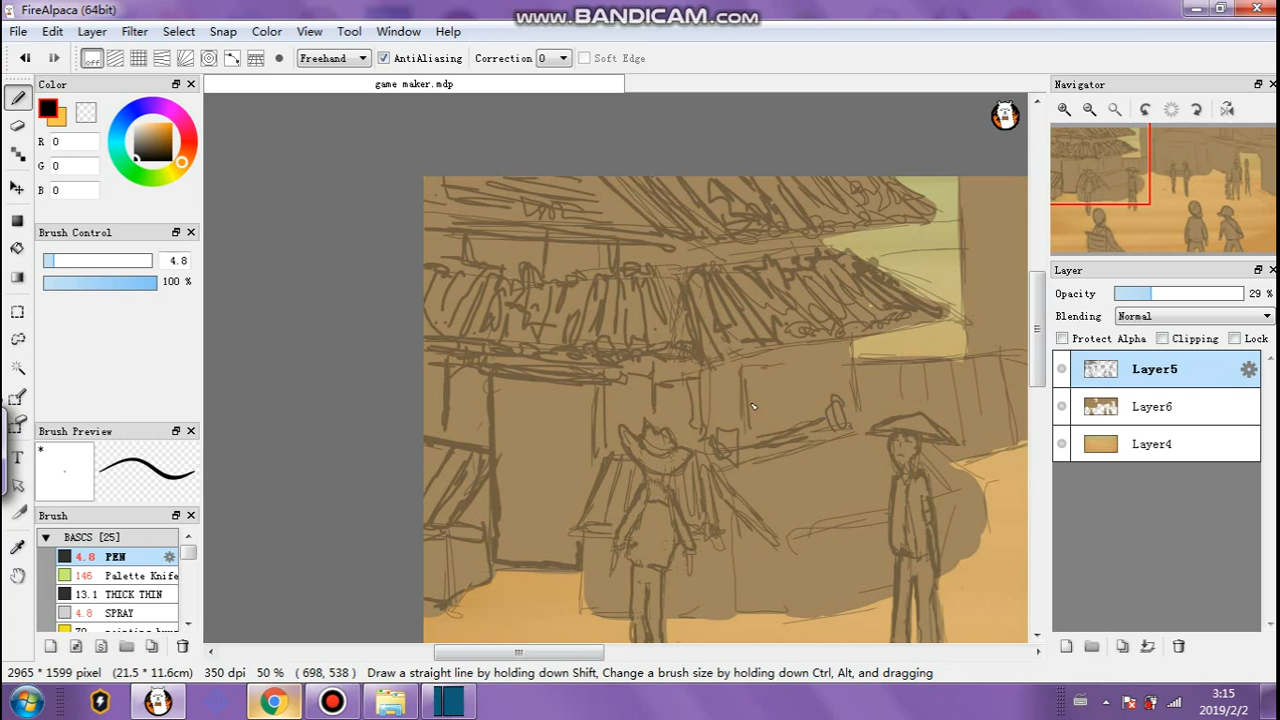 FireAlpaca (64bit)
www.BANDICAM.com
File Edit Layer Filter Select Snap Color View Tool Window Help
off Freehand AntiAliasing Correction 0 Soft Edge
Color
game maker.mdp
Navigator
R 0
G 0
B 0
Brush Control
4.8
100 %
Layer
Opacity 29 %
Blending Normal
Protect Alpha Clipping Lock
Layer5
Layer6
Layer4
Brush Preview
*
Brush
BASCS [25]
4.8 PEN
146 Palette Knife
13.1 THICK THIN
4.8 SPRAY
2965 * 1599 pixel (21.5 * 11.6cm) 350 dpi 50 % ( 698, 538 ) Draw a straight line by holding down Shift, Change a brush size by holding down Ctrl, Alt, and dragging
3:15
2019/2/2